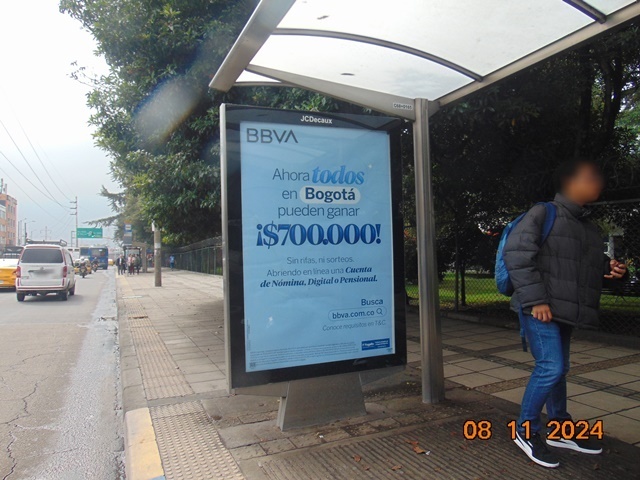 JCDecaux
BBVA
Ahora todos
en Bogotá
pueden ganar
¡$700.000!
Sin rifas, ni sorteos.
Abriendo en línea una Cuenta
de Nómina, Digital o Pensional.
Busca
bbva.com.co
Conoce requisitos en T&C
08 11 2024